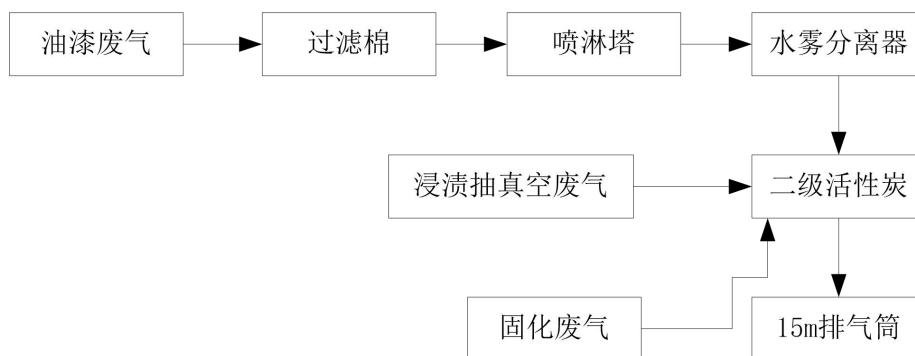 油漆废气
过滤棉
喷淋塔
水雾分离器
浸渍抽真空废气
二级活性炭
固化废气
15m排气筒